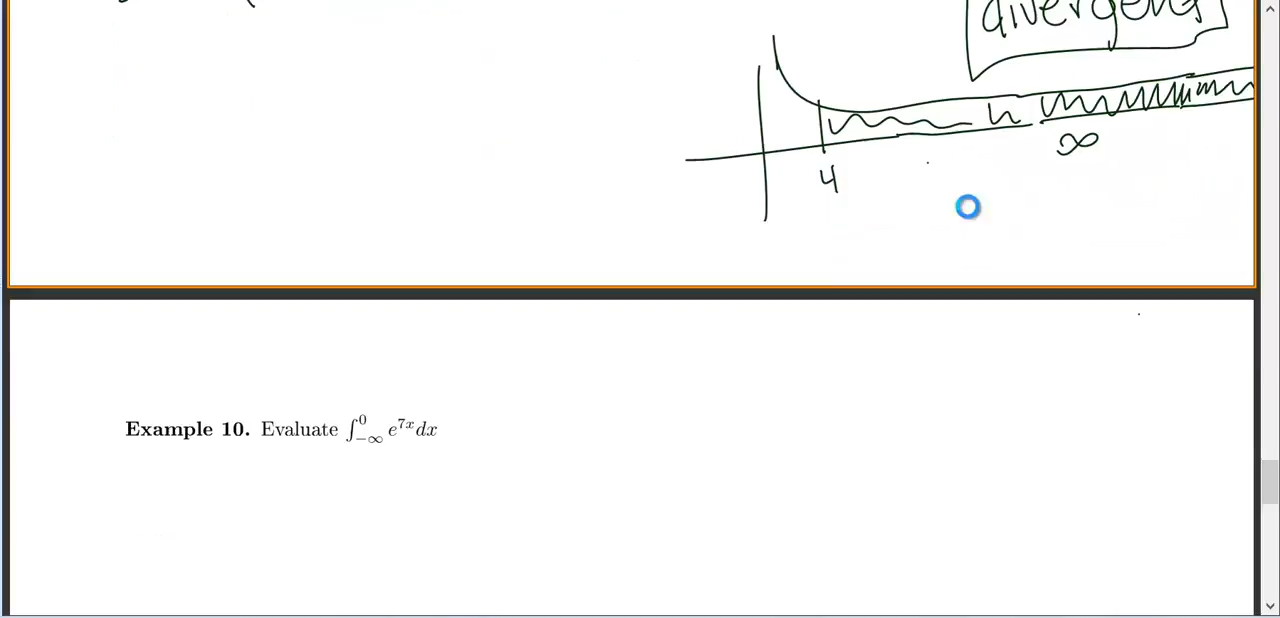 divergent
∞
4
Example 10. Evaluate ∫_{-∞}^{0} e^{7x} dx